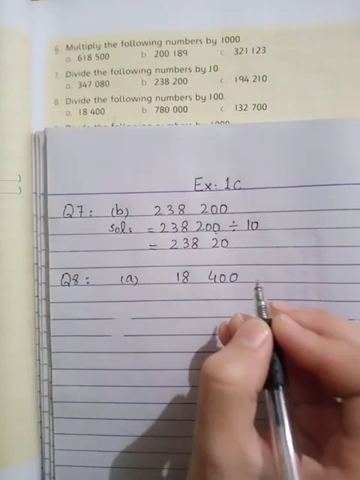 6. Multiply the following numbers by 1000.
a. 618 500 b. 200 189 c. 321 123
7. Divide the following numbers by 10.
a. 347 080 b. 238 200 c. 194 210
8. Divide the following numbers by 100.
a. 18 400 b. 780 000 c. 132 700
Ex. 1c
Q7: (b) 238 200
sol: = 238 200 ÷ 10
= 238 20
Q8: (a) 18 400